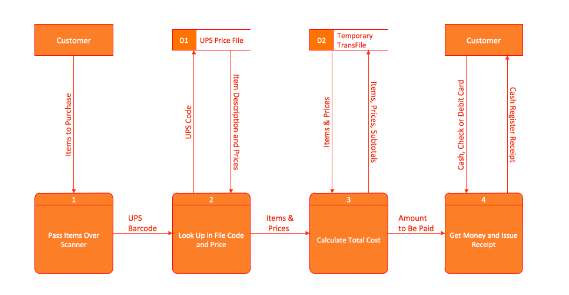 Customer
D1
UPS Price File
D2
Temporary
TransFile
Customer
Items to Purchase
UPS Code
Item Description and Prices
Items & Prices
Items, Prices, Subtotals
Cash, Check or Debit Card
Cash Register Receipt
1
Pass Items Over
Scanner
UPS
Barcode
2
Look Up in File Code
and Price
Items &
Prices
3
Calculate Total Cost
Amount
to Be Paid
4
Get Money and Issue
Receipt